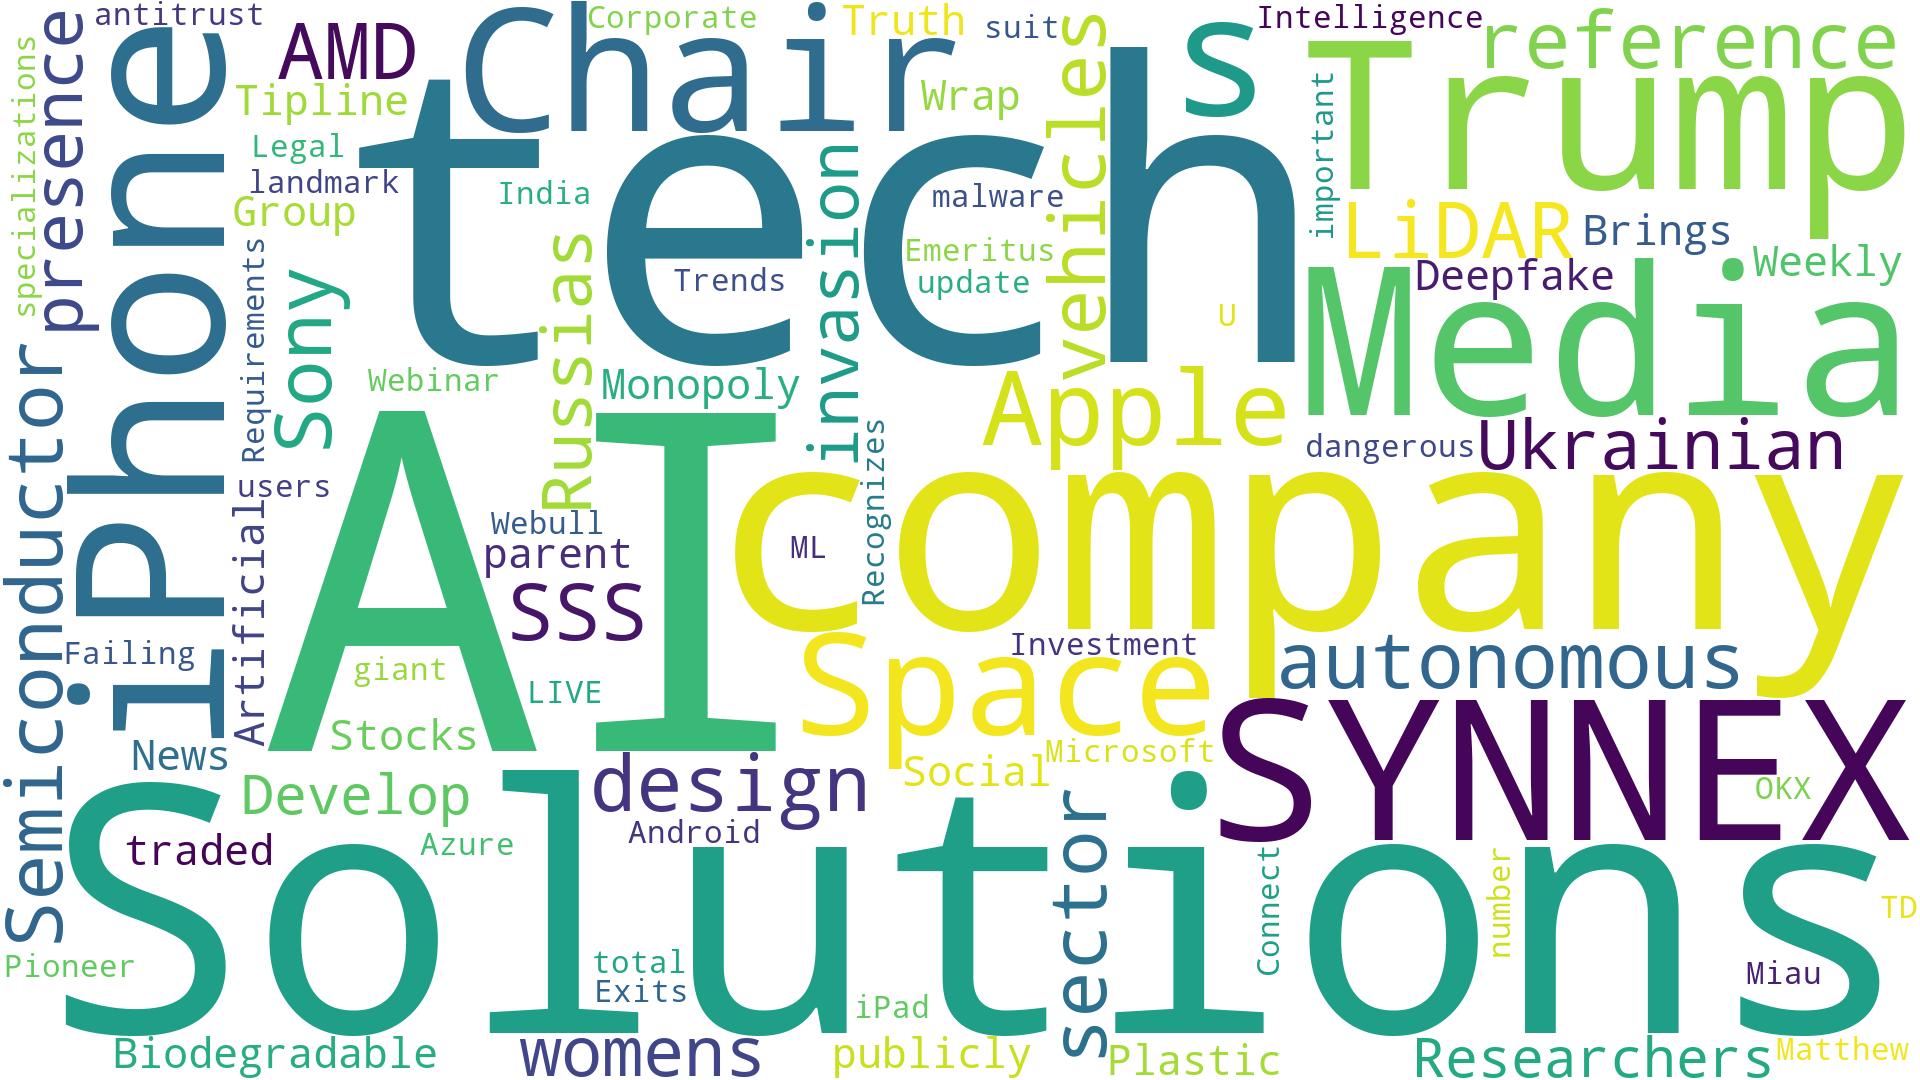 antitrust
Corporate
Truth
suit
Intelligence
reference
specializations
presence
iPhone
AMD
Chair
s
Trump
Tipline
tech
Wrap
vehicles
important
Legal
landmark
India
invasion
malware
LiDAR
Brings
Group
Requirements
Russias
Emeritus
Deepfake
Weekly
Sony
Trends
update
U
Media
Semiconductor
Webinar
Monopoly
Apple
AI
Recognizes
dangerous
Ukrainian
users
company
Artificial
Webull
parent
ML
SSS
Failing
giant
LIVE
Space
Investment
autonomous
News
Stocks
Microsoft
SYNNEX
Develop
design
Social
OKX
Solutions
traded
Azure
Android
sector
Connect
number
TD
Pioneer
total
Exits
iPad
Miau
Biodegradable
womens
publicly
Plastic
Researchers
Matthew